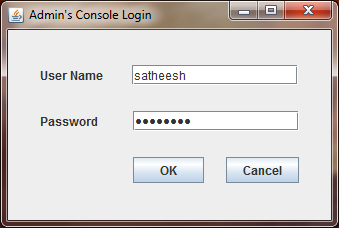 Admin's Console Login
User Name satheesh
Password ●●●●●●●●
OK Cancel